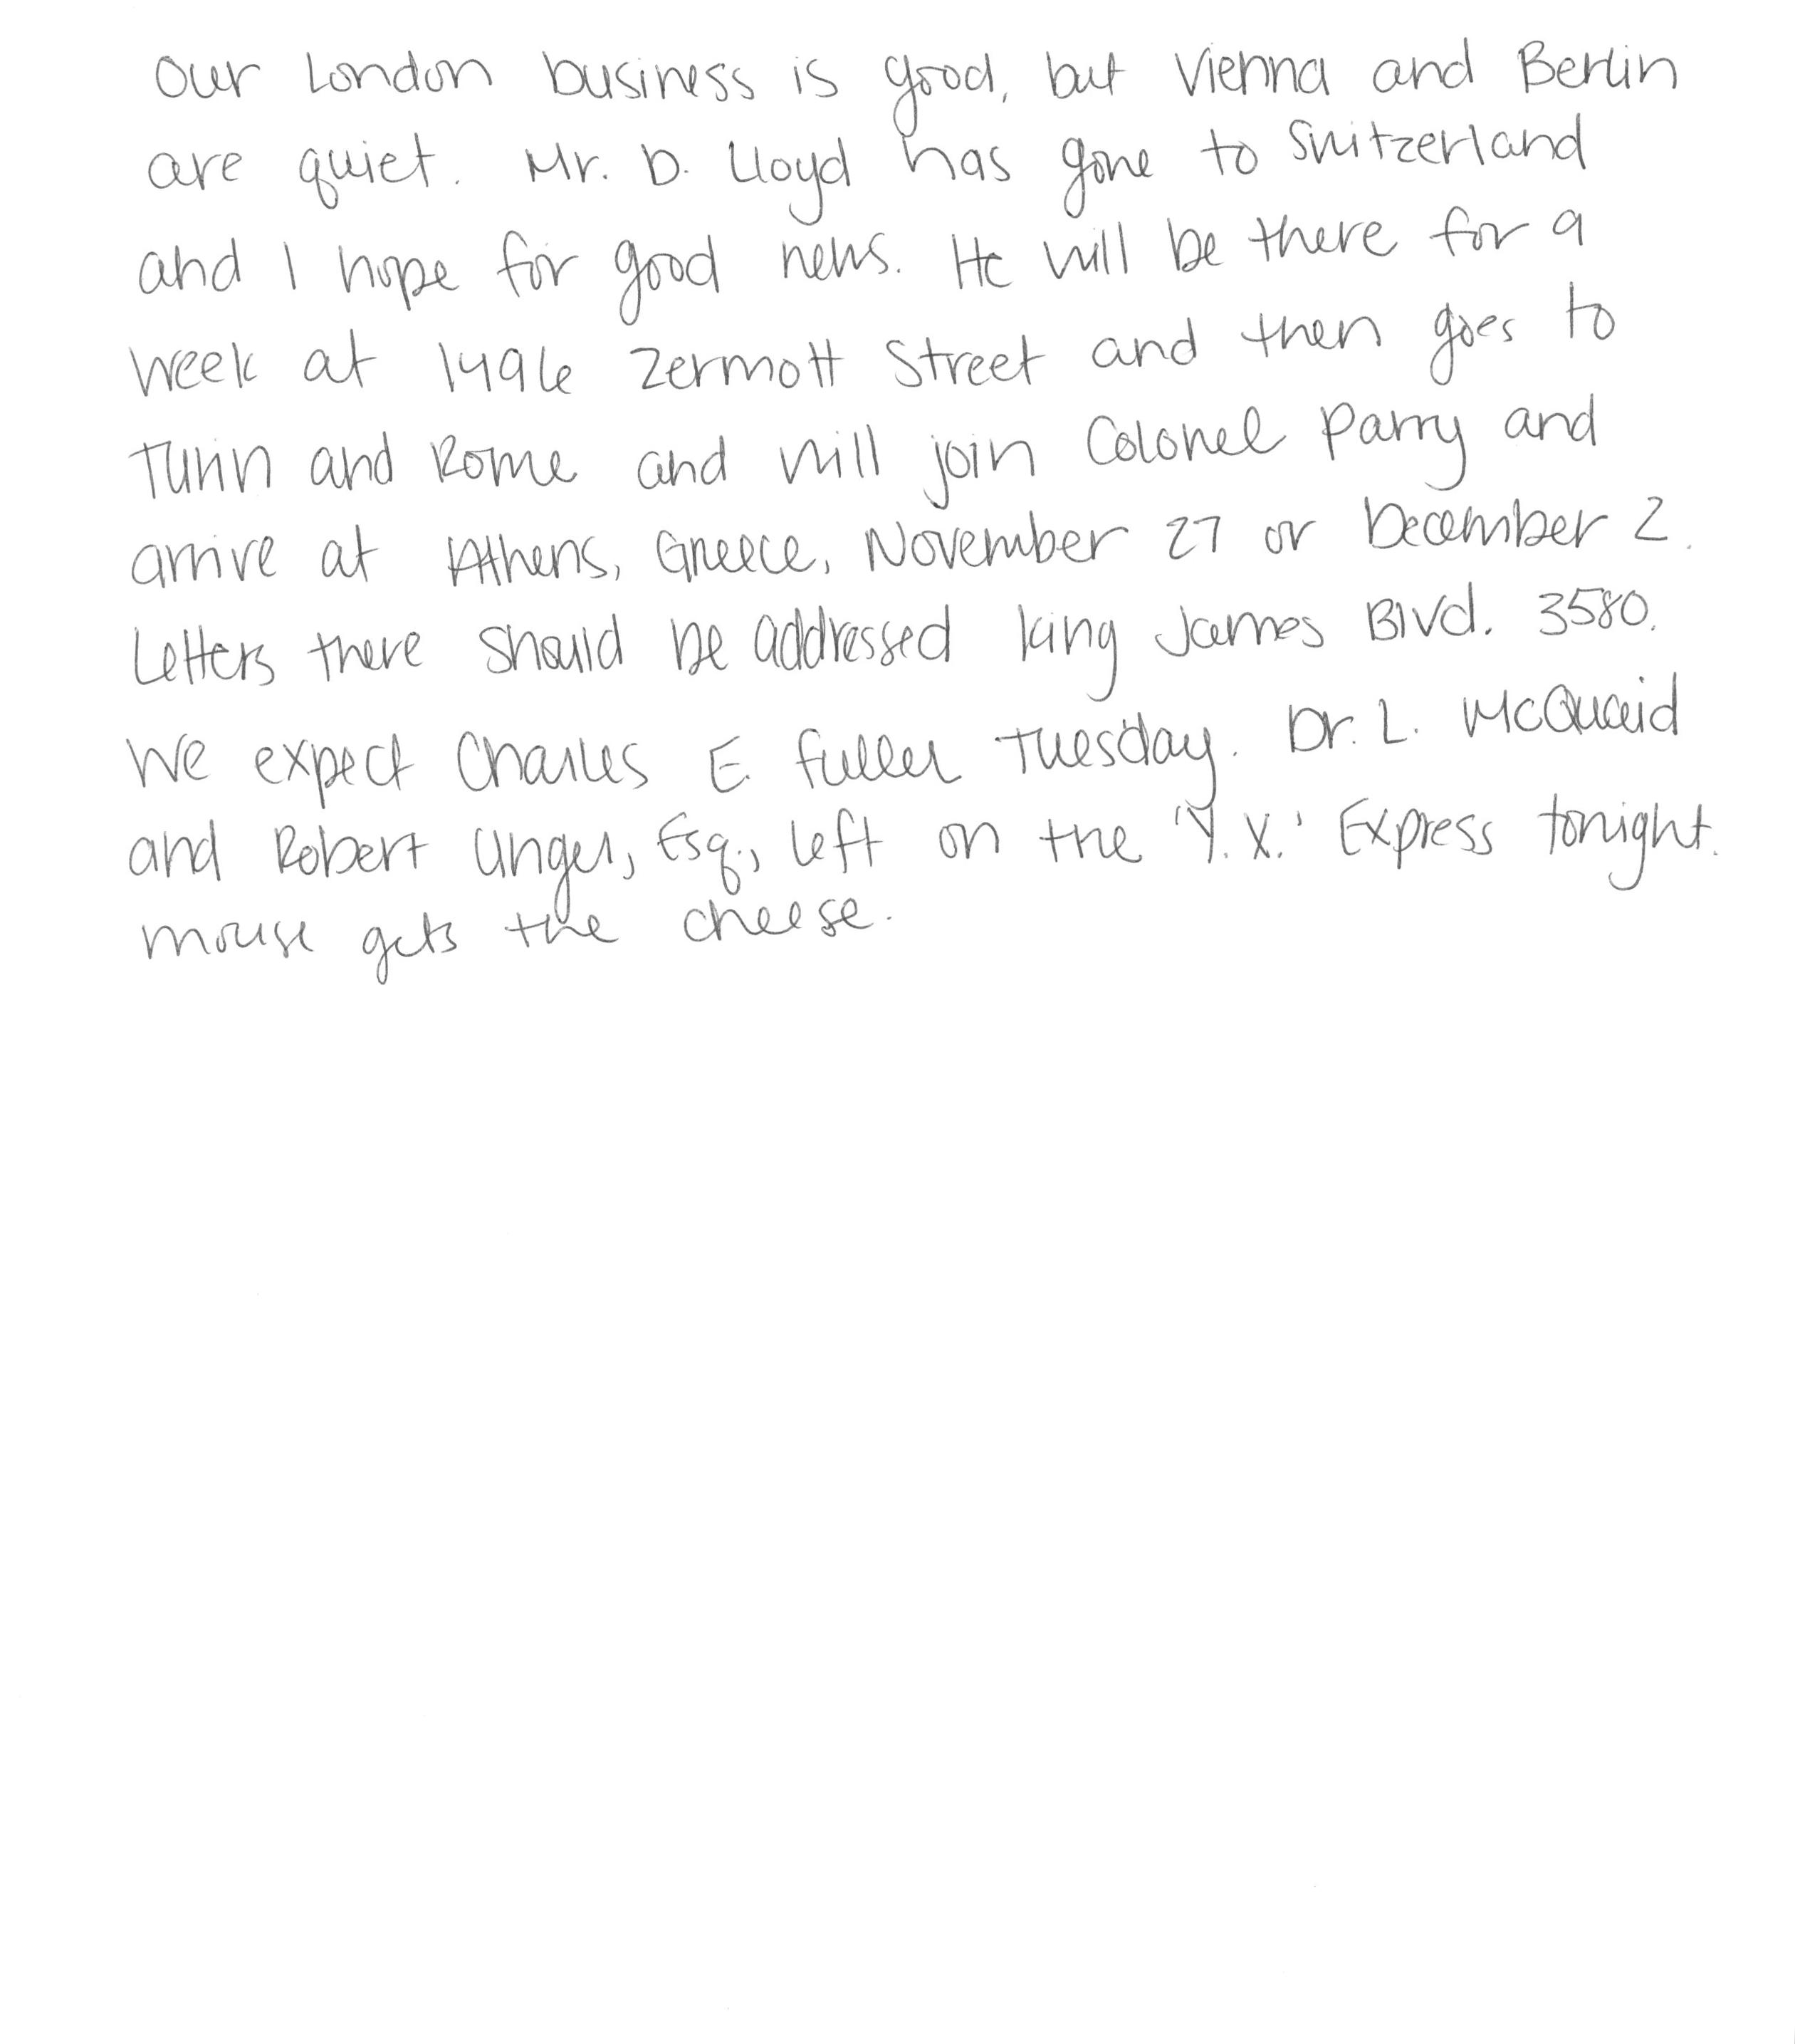 Our London business is good, but Vienna and Berlin
are quiet. Mr. D. Lloyd has gone to Switzerland
and I hope for good news. He will be there for a
week at 1496 Zermott Street and then goes to
Turin and Rome and will join Colonel Parry and
arrive at Athens, Greece, November 27 or December 2.
Letters there should be addressed King James Blvd. 3580.
We expect Charles E. Fuller Tuesday. Dr. L. McQuaid
and Robert Unger, Esq., left on the 'Y.X.' Express tonight.
mouse gets the cheese.